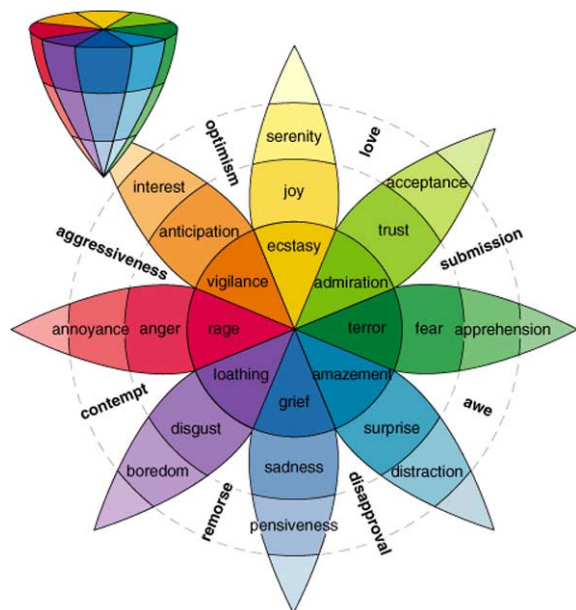 optimism
serenity
love
interest
joy
acceptance
anticipation
trust
aggressiveness
ecstasy
submission
vigilance
admiration
annoyance
anger
rage
terror
fear
apprehension
loathing
amazement
contempt
grief
awe
disgust
surprise
boredom
sadness
distraction
remorse
pensiveness
disapproval